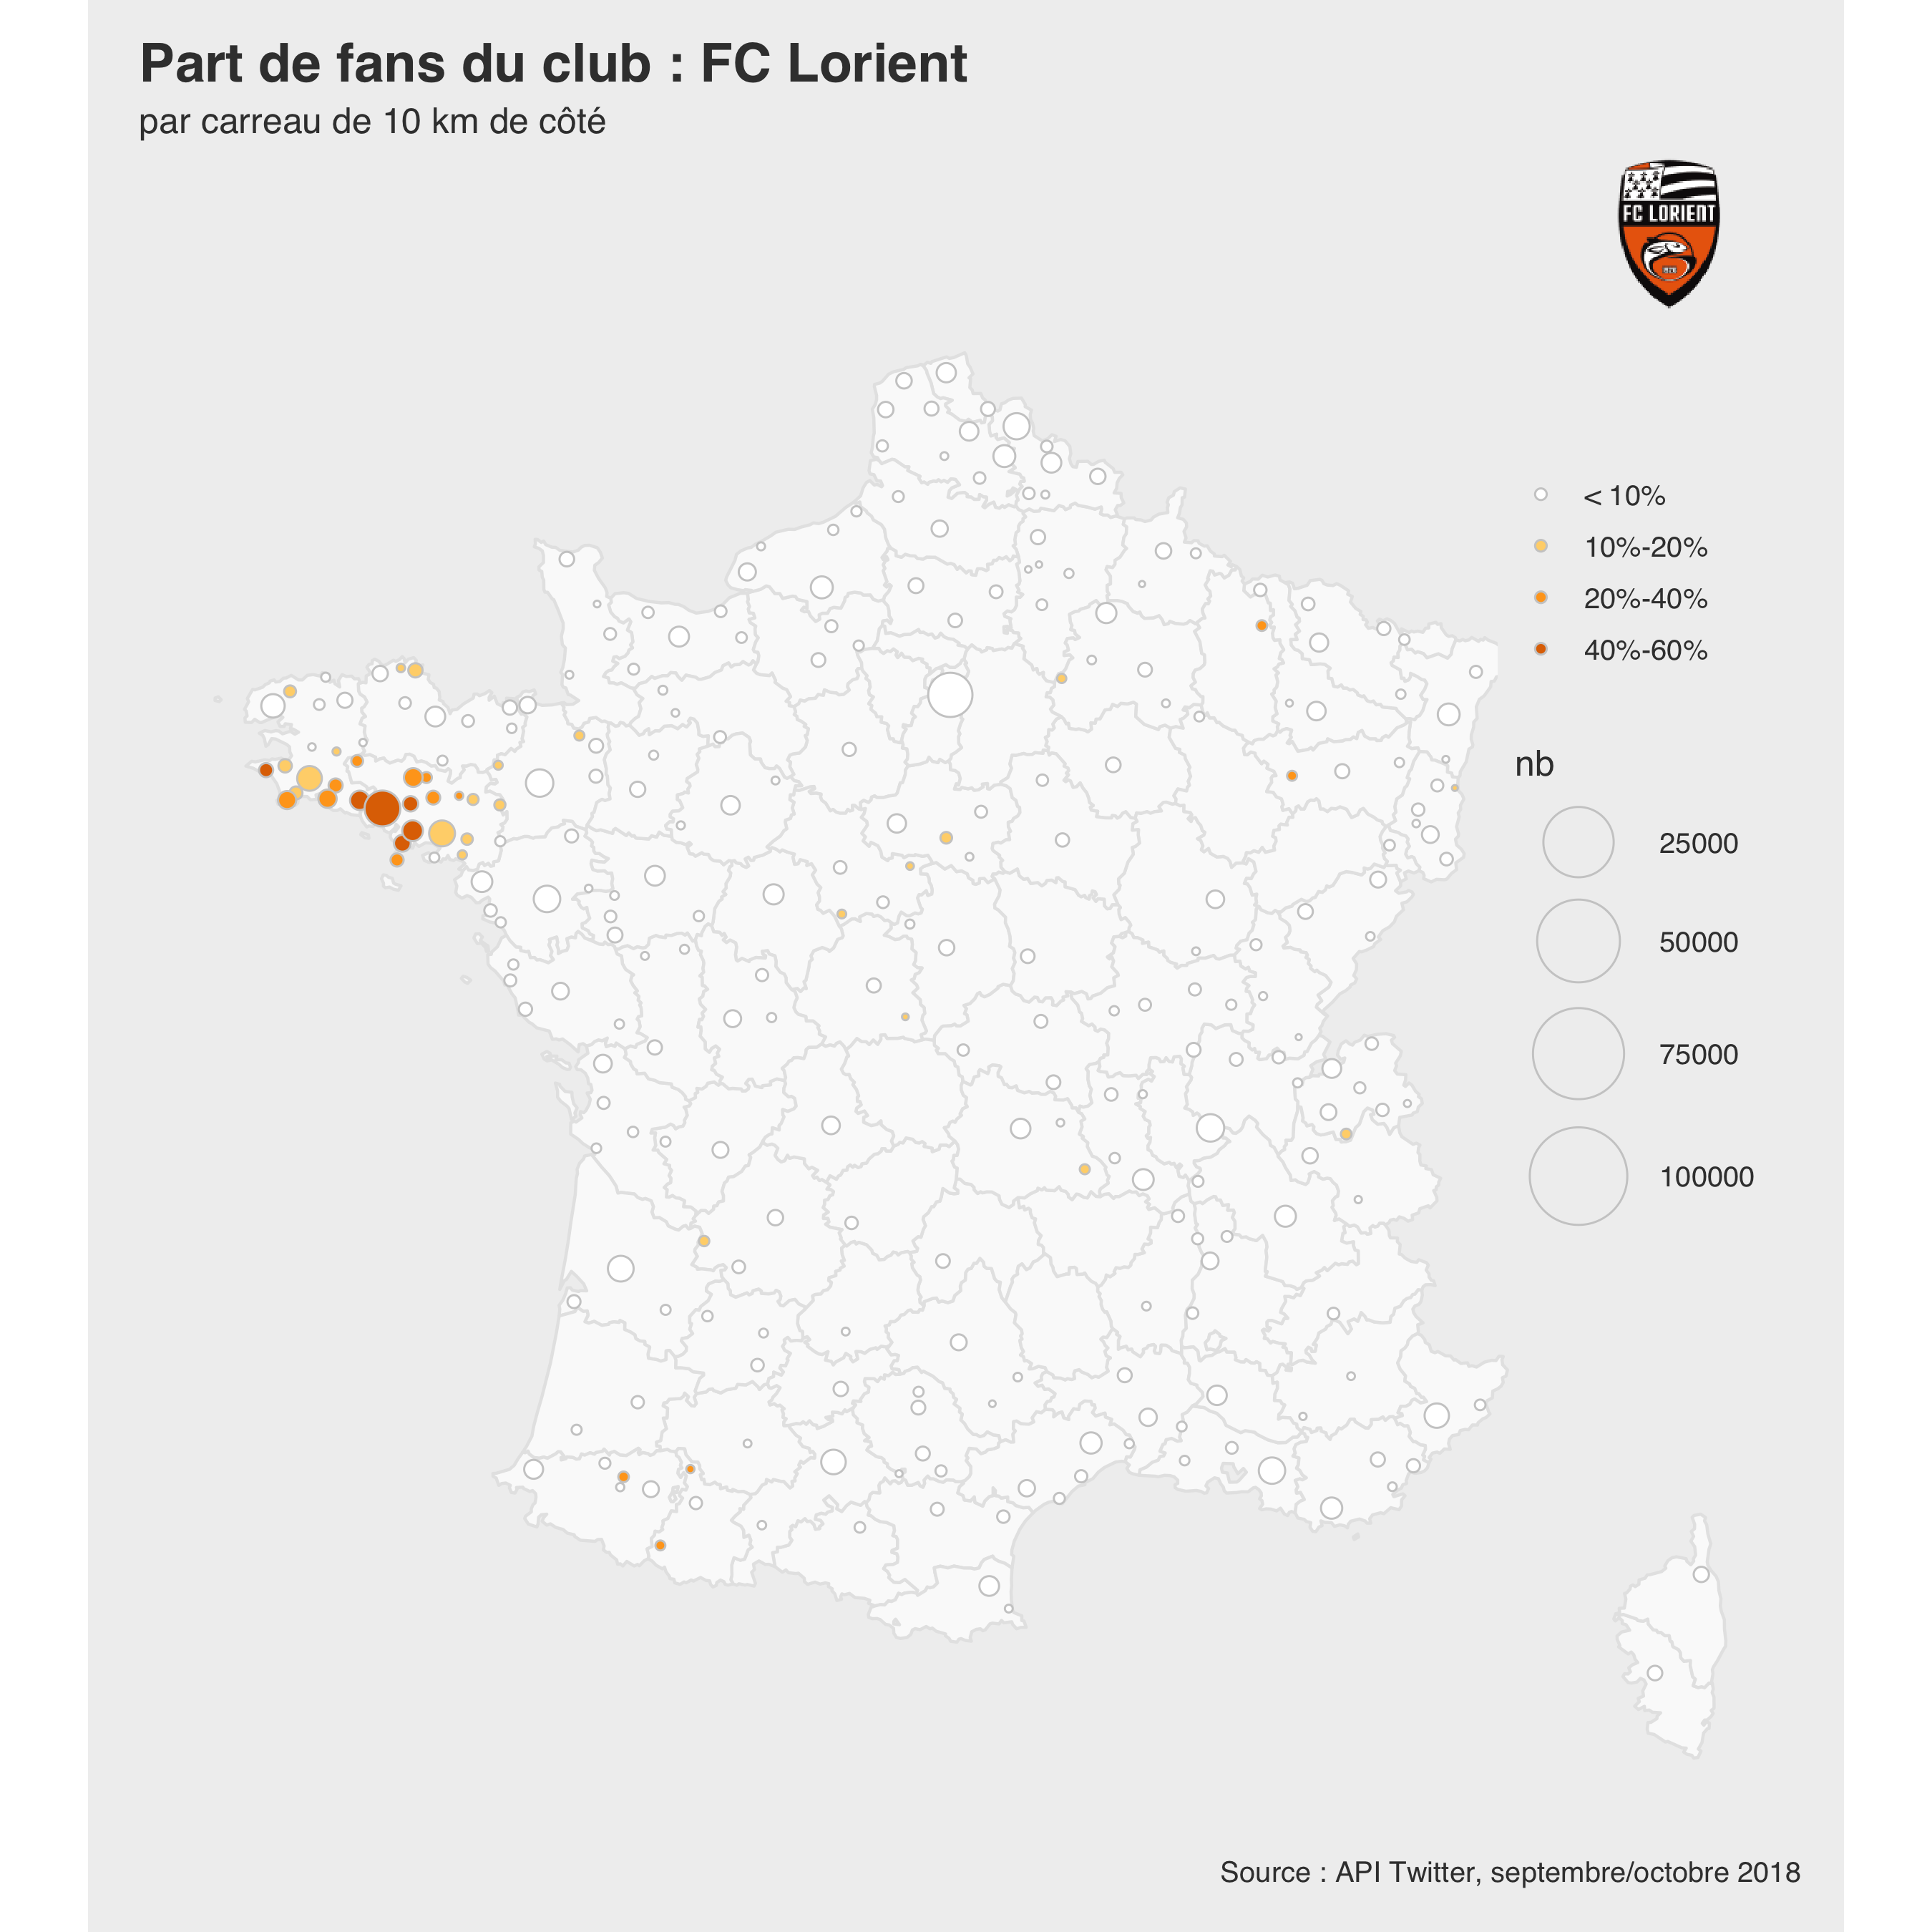 Part de fans du club : FC Lorient
par carreau de 10 km de côté
FC LORIENT
< 10%
10%-20%
20%-40%
40%-60%
nb
25000
50000
75000
100000
Source : API Twitter, septembre/octobre 2018